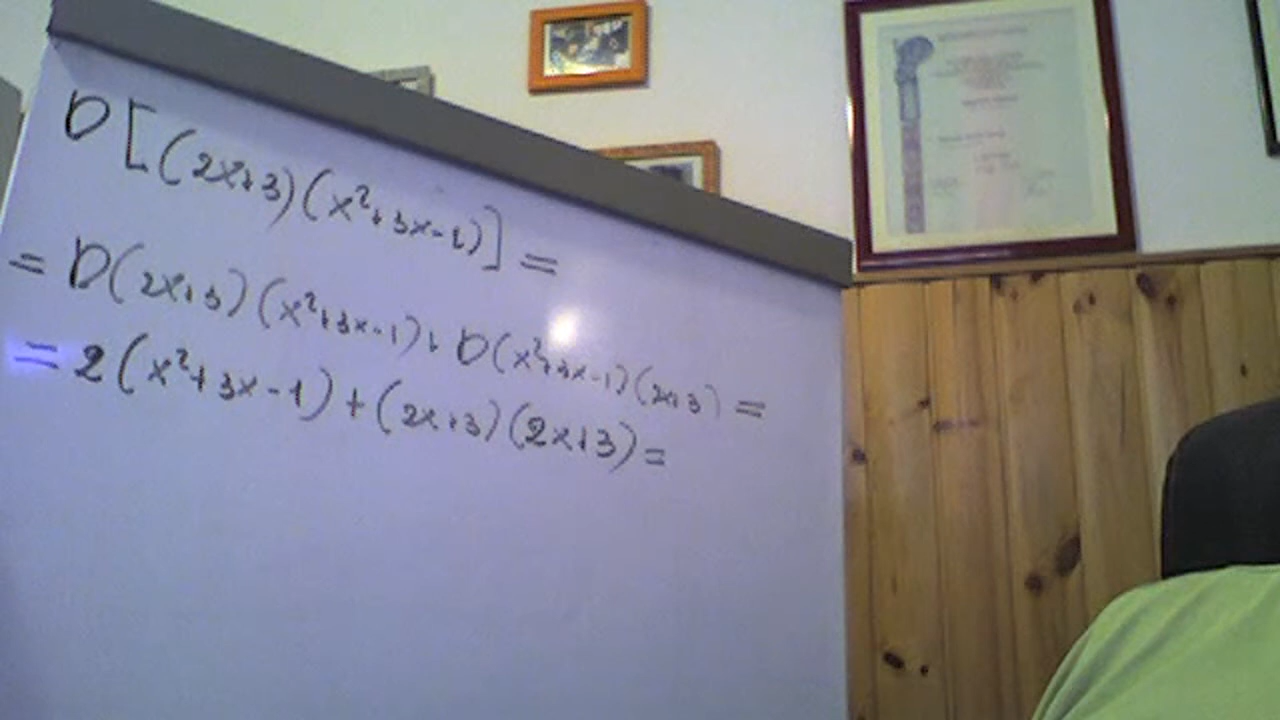 D[(2x+3)(x²+3x-1)]=
=D(2x+3)(x²+3x-1)+D(x²+3x-1)(2x+3)=
=2(x²+3x-1)+(2x+3)(2x+3)=